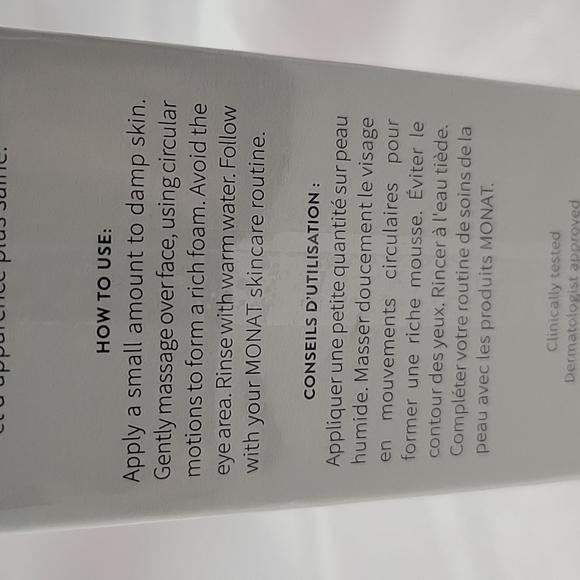 et d'apparence plus saine.
HOW TO USE:
Apply a small amount to damp skin.
Gently massage over face, using circular
motions to form a rich foam. Avoid the
eye area. Rinse with warm water. Follow
with your MONAT skincare routine.
CONSEILS D'UTILISATION :
Appliquer une petite quantité sur peau
humide. Masser doucement le visage
en mouvements circulaires pour
former une riche mousse. Éviter le
contour des yeux. Rincer à l'eau tiède.
Compléter votre routine de soins de la
peau avec les produits MONAT.
Clinically tested
Dermatologist approved